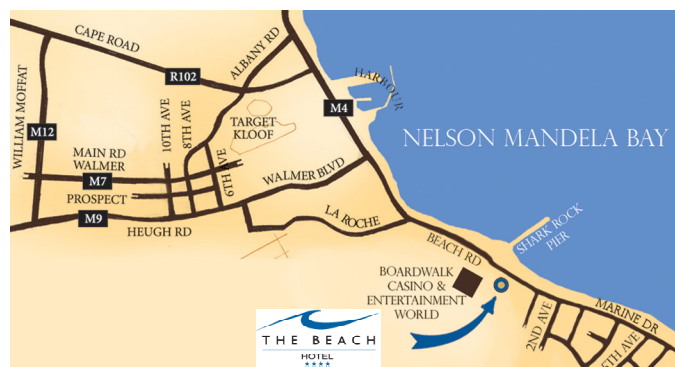 CAPE ROAD
ALBANY RD
R102
HARBOUR
M4
WILLIAM MOFFAT
M12
10TH AVE
8TH AVE
TARGET
KLOOF
NELSON MANDELA BAY
MAIN RD
WALMER
M7
6TH AVE
WALMER BLVD
PROSPECT
M9
HEUGH RD
LA ROCHE
BEACH RD
SHARK ROCK
PIER
BOARDWALK
CASINO &
ENTERTAINMENT
WORLD
2ND AVE
MARINE DR
5TH AVE
THE BEACH
HOTEL